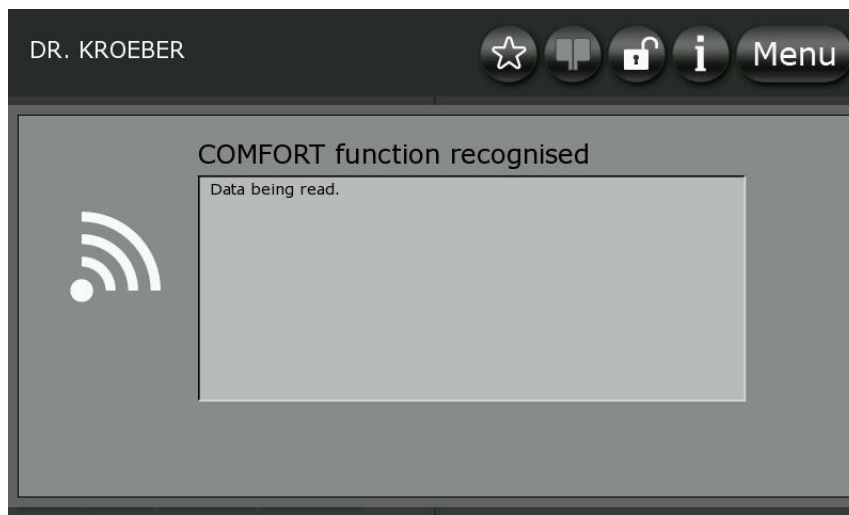 DR. KROEBER
i Menu
COMFORT function recognised
Data being read.